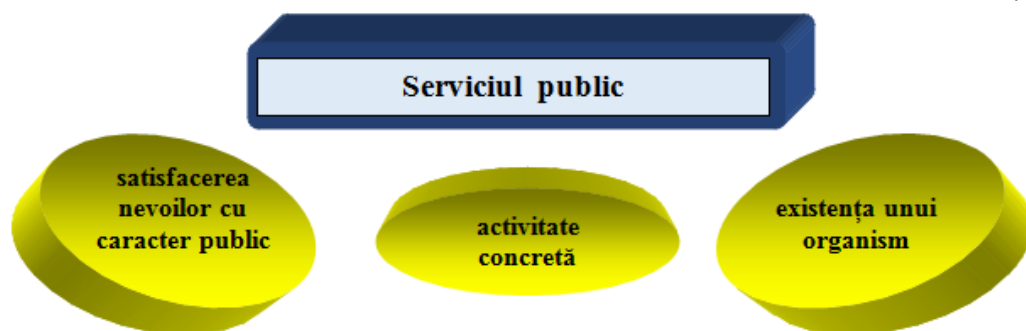 Serviciul public
satisfacerea
nevoilor cu
caracter public
activitate
concretă
existența unui
organism